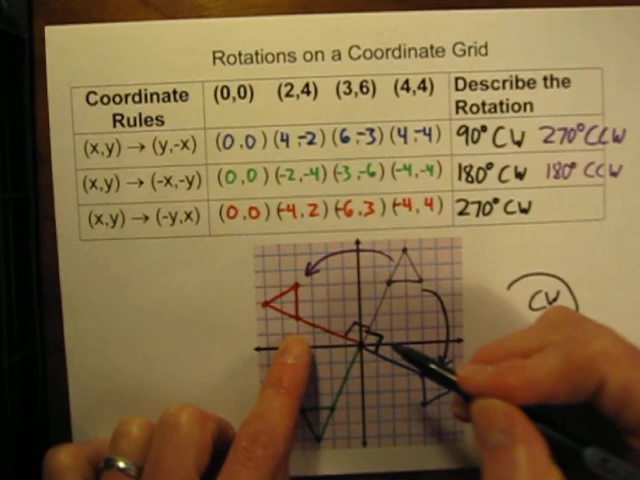 Rotations on a Coordinate Grid
Coordinate Rules (0,0) (2,4) (3,6) (4,4) Describe the Rotation
(x,y) → (y,-x) (0,0) (4,-2) (6,-3) (4,-4) 90° CW 270° CCW
(x,y) → (-x,-y) (0,0) (-2,-4) (-3,-6) (-4,-4) 180° CW 180° CCW
(x,y) → (-y,x) (0,0) (-4,2) (-6,3) (-4,4) 270° CW
CW